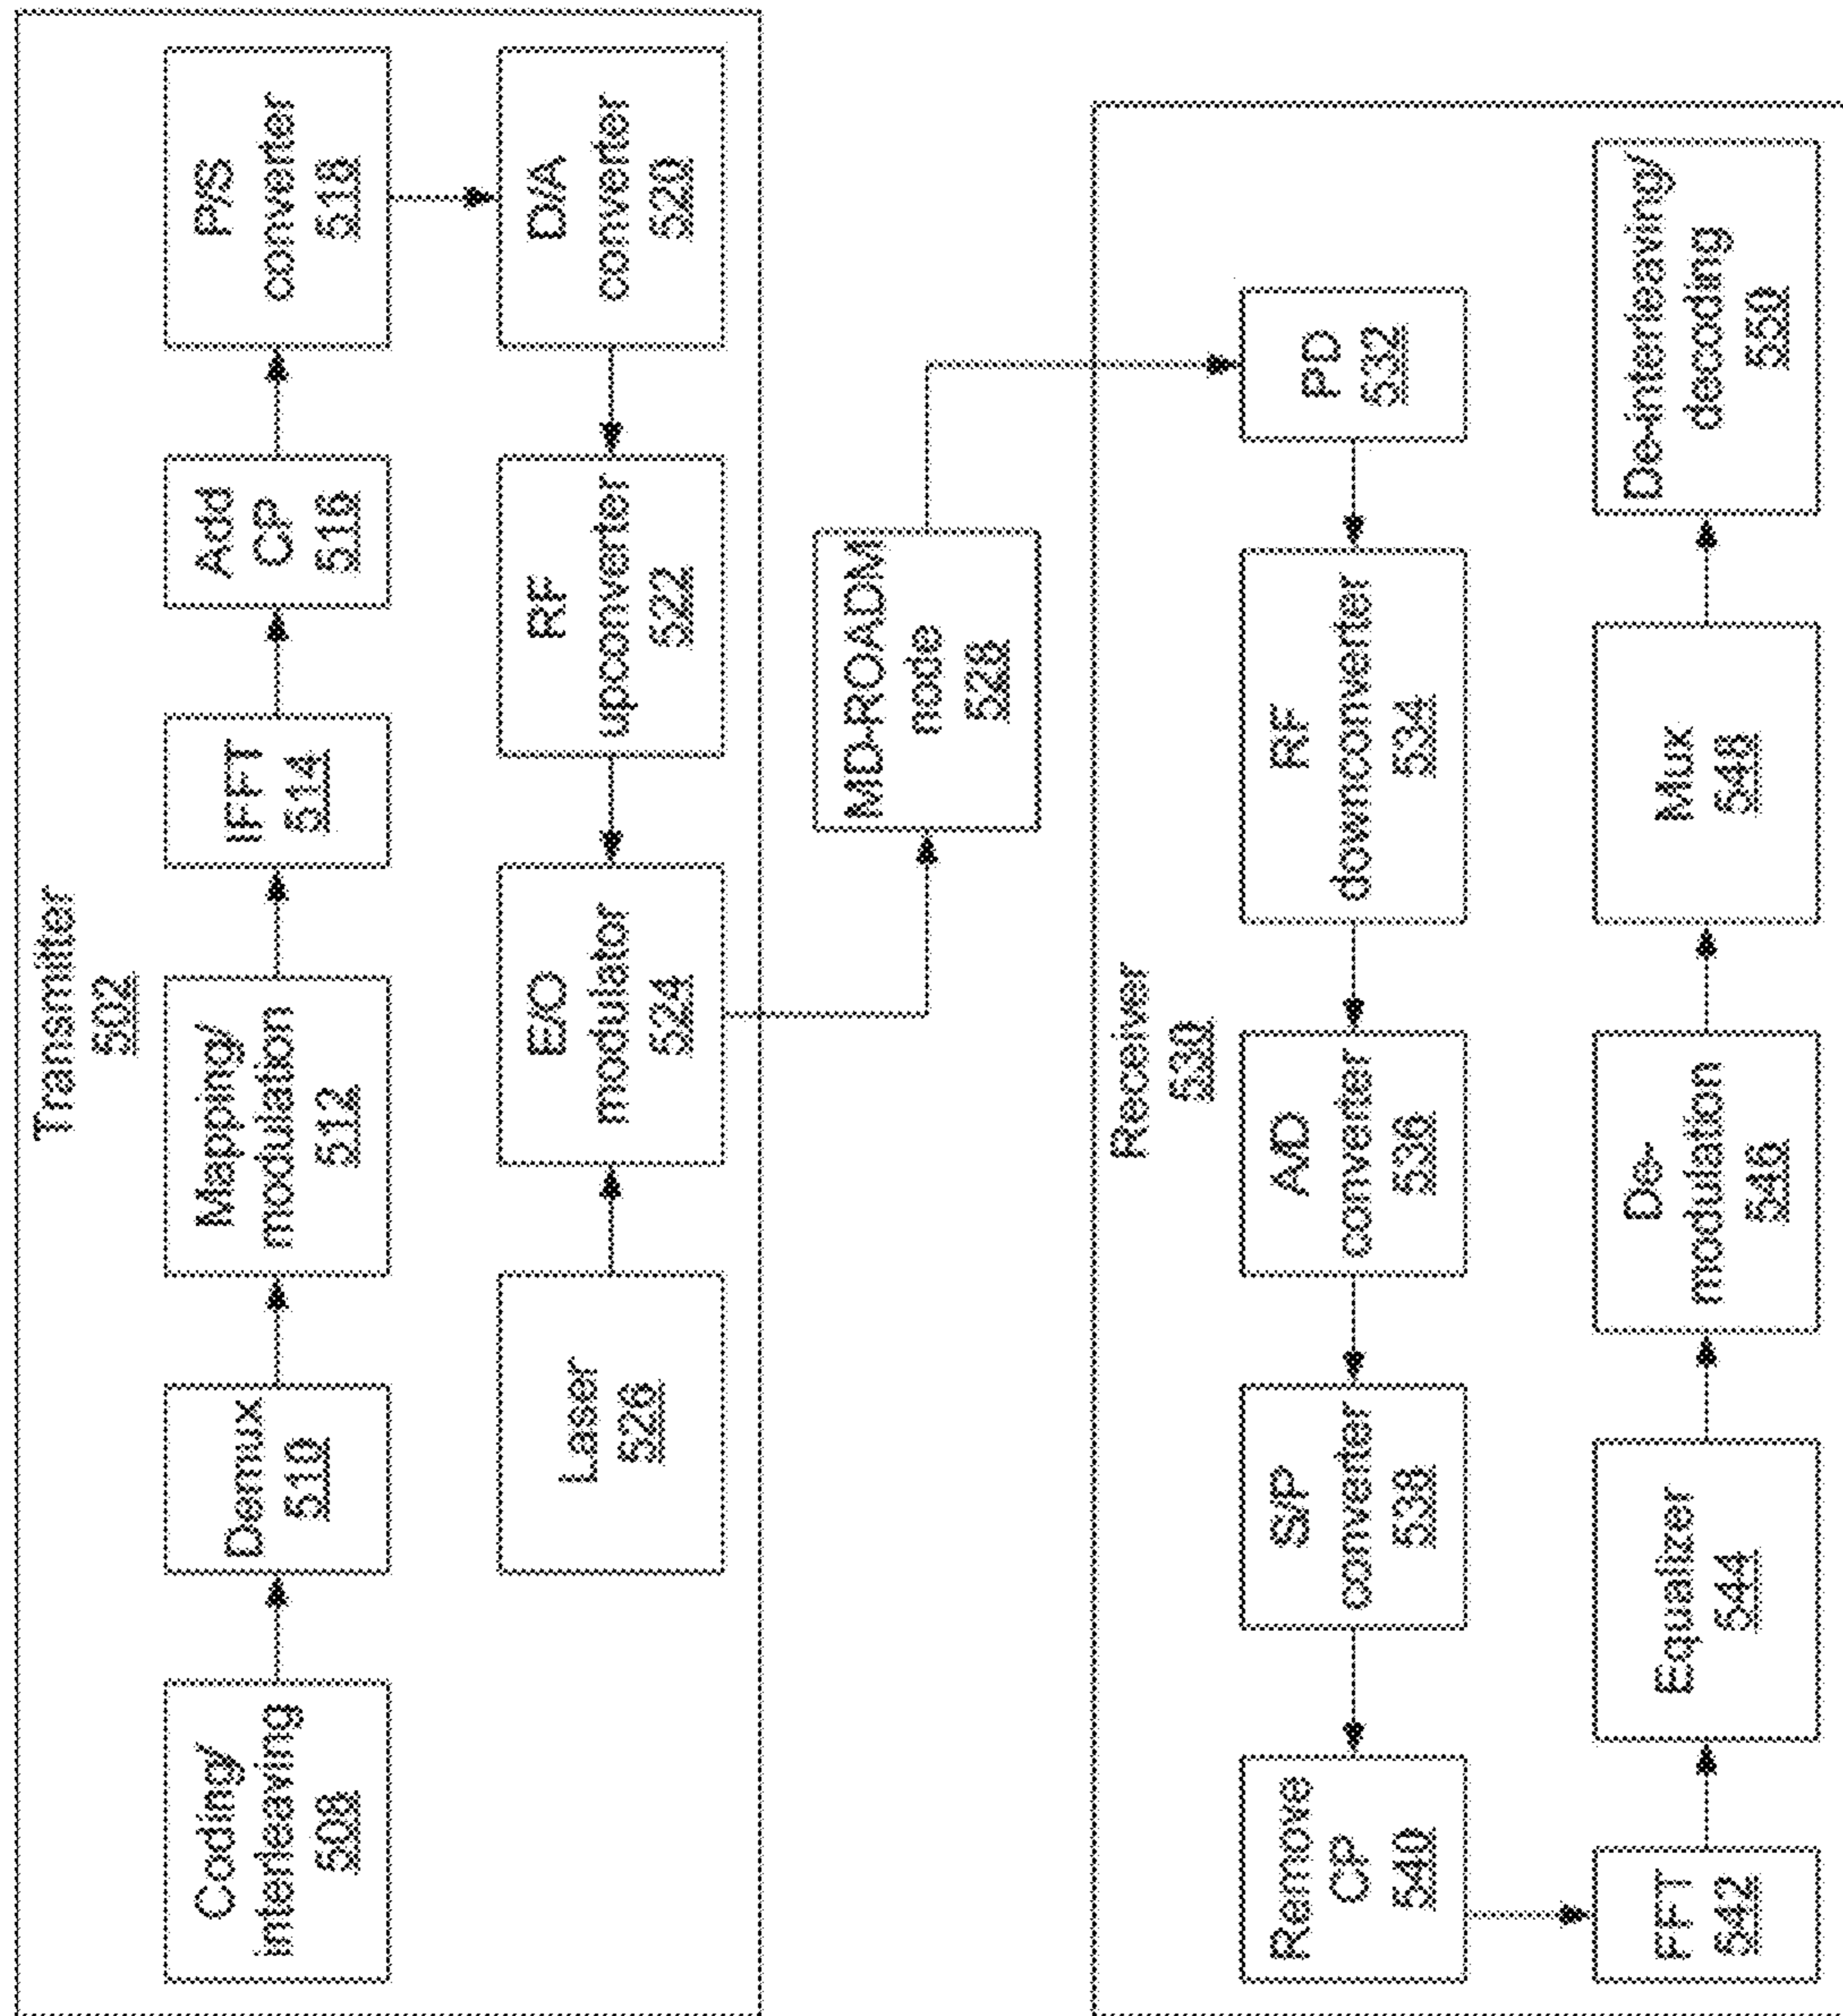 Transmitter
502
Coding/
interleaving
508
Demux
510
Mapping/
modulation
512
IFFT
514
Add
CP
516
P/S
converter
518
Laser
526
E/O
modulator
524
RF
upconverter
522
D/A
converter
520
MD-ROADM
node
528
Receiver
530
Remove
CP
540
S/P
converter
538
A/D
converter
536
RF
downconverter
534
PD
532
FFT
542
Equalizer
544
De-
modulation
546
Mux
548
De-interleaving/
decoding
550